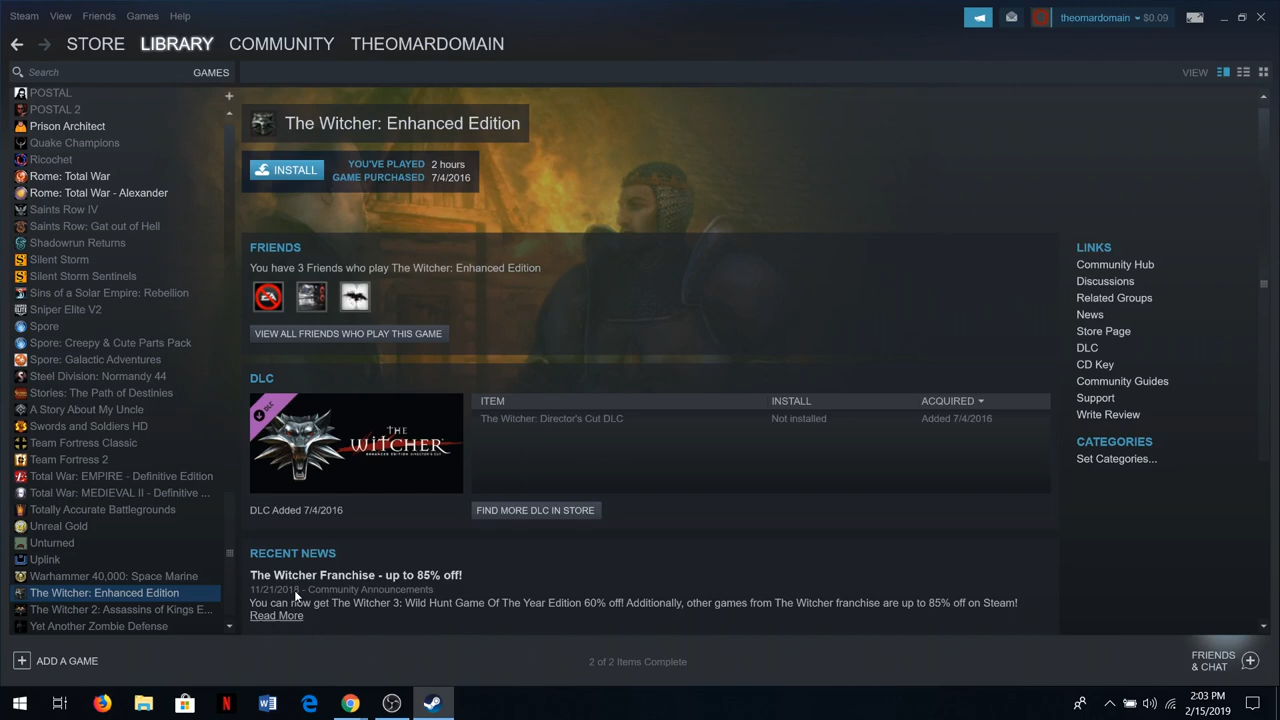 Steam View Friends Games Help
theomardomain $0.09
STORE LIBRARY COMMUNITY THEOMARDOMAIN
Search GAMES
VIEW
POSTAL
POSTAL 2
Prison Architect
Quake Champions
Ricochet
Rome: Total War
Rome: Total War - Alexander
Saints Row IV
Saints Row: Gat out of Hell
Shadowrun Returns
Silent Storm
Silent Storm Sentinels
Sins of a Solar Empire: Rebellion
Sniper Elite V2
Spore
Spore: Creepy & Cute Parts Pack
Spore: Galactic Adventures
Steel Division: Normandy 44
Stories: The Path of Destinies
A Story About My Uncle
Swords and Soldiers HD
Team Fortress Classic
Team Fortress 2
Total War: EMPIRE - Definitive Edition
Total War: MEDIEVAL II - Definitive ...
Totally Accurate Battlegrounds
Unreal Gold
Unturned
Uplink
Warhammer 40,000: Space Marine
The Witcher: Enhanced Edition
The Witcher 2: Assassins of Kings E...
Yet Another Zombie Defense
The Witcher: Enhanced Edition
INSTALL
YOU'VE PLAYED 2 hours
GAME PURCHASED 7/4/2016
FRIENDS
You have 3 Friends who play The Witcher: Enhanced Edition
VIEW ALL FRIENDS WHO PLAY THIS GAME
DLC
DLC
THE WITCHER
ENHANCED EDITION DIRECTOR'S CUT
DLC Added 7/4/2016
ITEM INSTALL ACQUIRED
The Witcher: Director's Cut DLC Not installed Added 7/4/2016
FIND MORE DLC IN STORE
RECENT NEWS
The Witcher Franchise - up to 85% off!
11/21/2018 - Community Announcements
You can now get The Witcher 3: Wild Hunt Game Of The Year Edition 60% off! Additionally, other games from The Witcher franchise are up to 85% off on Steam!
Read More
LINKS
Community Hub
Discussions
Related Groups
News
Store Page
DLC
CD Key
Community Guides
Support
Write Review
CATEGORIES
Set Categories...
ADD A GAME
2 of 2 Items Complete
FRIENDS
& CHAT
2:03 PM
2/15/2019